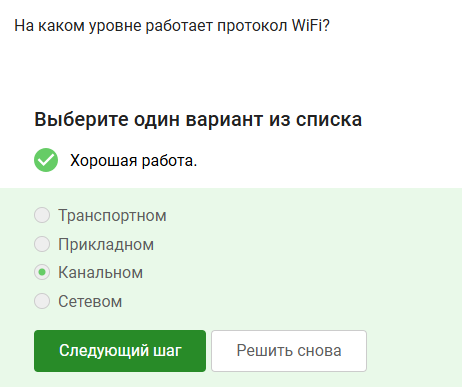 На каком уровне работает протокол WiFi?
Выберите один вариант из списка
Хорошая работа.
Транспортном
Прикладном
Канальном
Сетевом
Следующий шаг
Решить снова